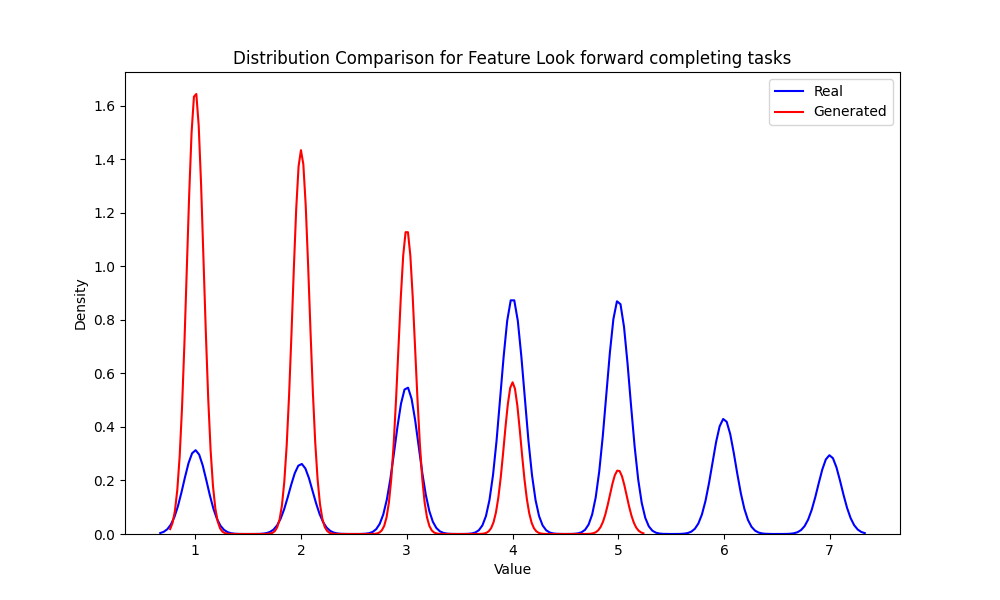 Distribution Comparison for Feature Look forward completing tasks
Real
Generated
1.6
1.4
1.2
1.0
0.8
0.6
0.4
0.2
0.0
Density
1 2 3 4 5 6 7
Value